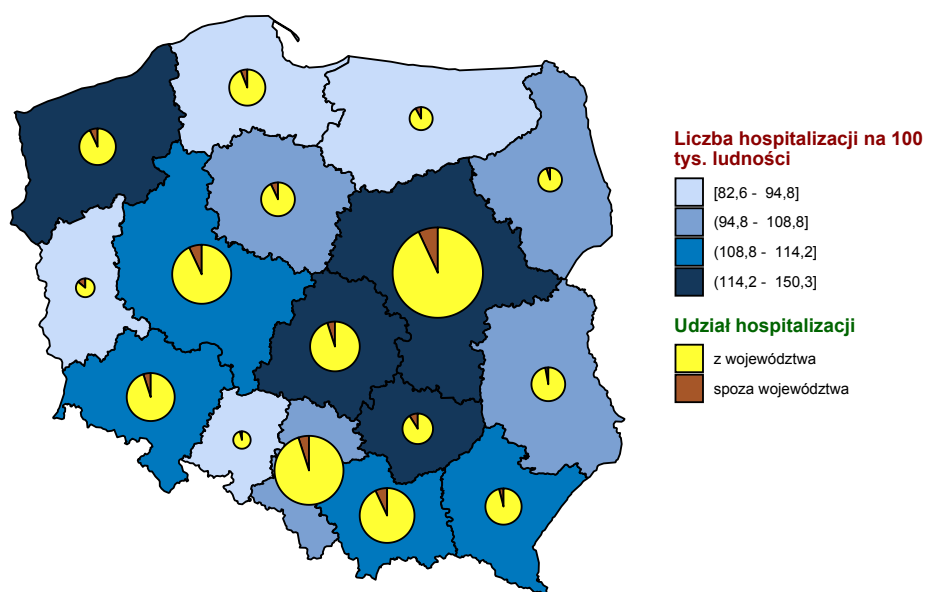 Liczba hospitalizacji na 100
tys. ludności
[82,6 - 94,8]
(94,8 - 108,8]
(108,8 - 114,2]
(114,2 - 150,3]
Udział hospitalizacji
z województwa
spoza województwa